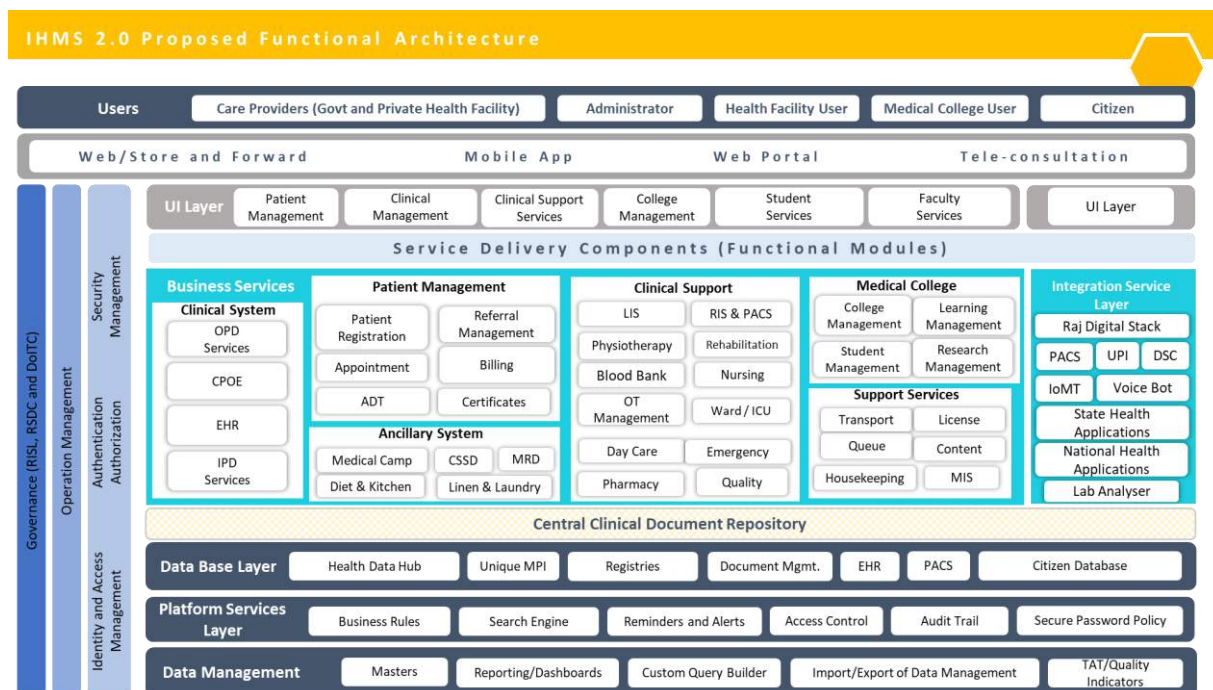 IHMS 2.0 Proposed Functional Architecture
Users
Care Providers (Govt and Private Health Facility)
Administrator
Health Facility User
Medical College User
Citizen
Web/Store and Forward
Mobile App
Web Portal
Tele-consultation
Governance (RISL, RSDC and DoITC)
Operation Management
Security
Management
Authentication
Authorization
Identity and Access
Management
UI Layer
Patient
Management
Clinical
Management
Clinical Support
Services
College
Management
Student
Services
Faculty
Services
UI Layer
Service Delivery Components (Functional Modules)
Business Services
Clinical System
OPD
Services
CPOE
EHR
IPD
Services
Patient Management
Patient
Registration
Referral
Management
Appointment
Billing
ADT
Certificates
Ancillary System
Medical Camp
CSSD
MRD
Diet & Kitchen
Linen & Laundry
Clinical Support
LIS
RIS & PACS
Physiotherapy
Rehabilitation
Blood Bank
Nursing
OT
Management
Ward / ICU
Day Care
Emergency
Pharmacy
Quality
Medical College
College
Management
Learning
Management
Student
Management
Research
Management
Support Services
Transport
License
Queue
Content
Housekeeping
MIS
Integration Service
Layer
Raj Digital Stack
PACS
UPI
DSC
IoMT
Voice Bot
State Health
Applications
National Health
Applications
Lab Analyser
Central Clinical Document Repository
Data Base Layer
Health Data Hub
Unique MPI
Registries
Document Mgmt.
EHR
PACS
Citizen Database
Platform Services
Layer
Business Rules
Search Engine
Reminders and Alerts
Access Control
Audit Trail
Secure Password Policy
Data Management
Masters
Reporting/Dashboards
Custom Query Builder
Import/Export of Data Management
TAT/Quality
Indicators